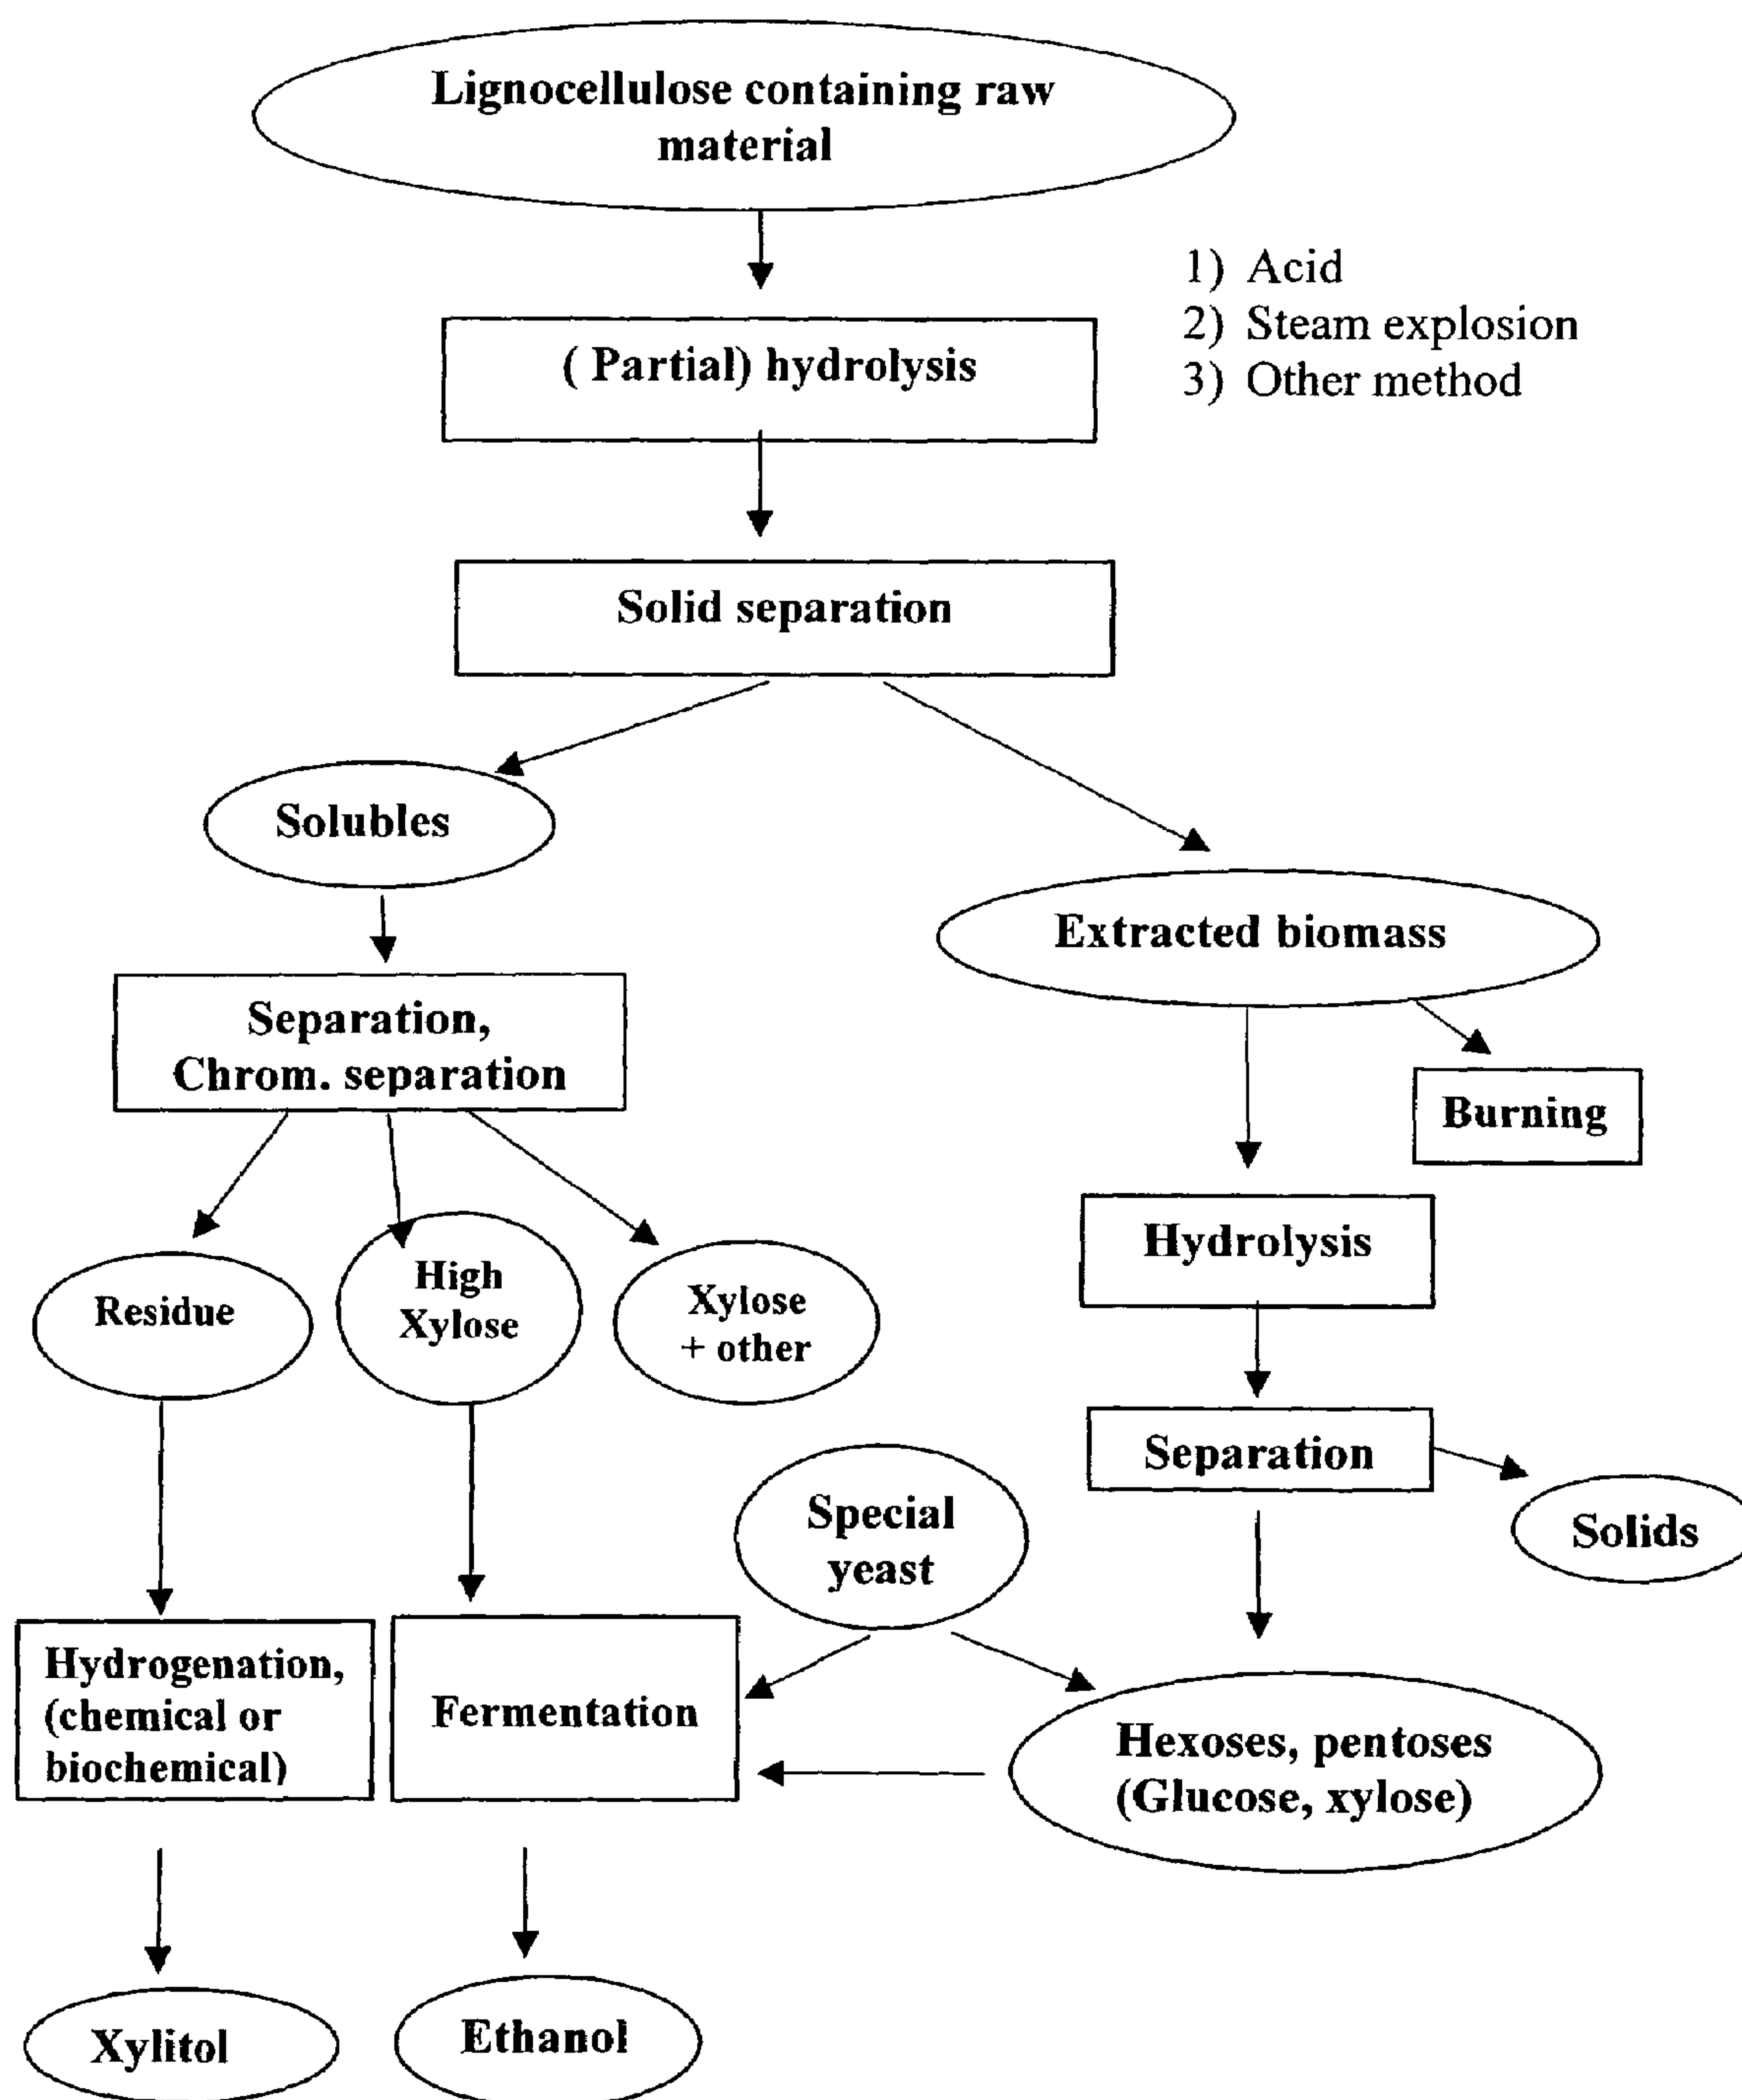 Lignocellulose containing raw
material
1) Acid
2) Steam explosion
3) Other method
( Partial) hydrolysis
Solid separation
Solubles
Extracted biomass
Separation,
Chrom. separation
Burning
Hydrolysis
Residue
High
Xylose
Xylose
+ other
Separation
Special
yeast
Solids
Hydrogenation,
(chemical or
biochemical)
Fermentation
Hexoses, pentoses
(Glucose, xylose)
Xylitol
Ethanol